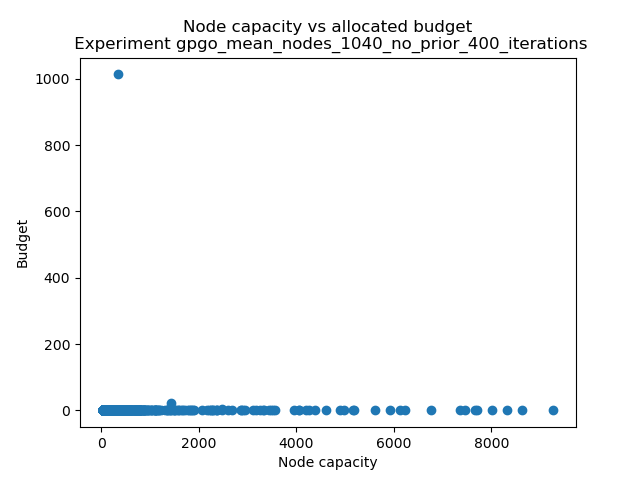 Node capacity vs allocated budget
Experiment gpgo_mean_nodes_1040_no_prior_400_iterations
1000
800
600
400
200
0
Budget
0 2000 4000 6000 8000
Node capacity